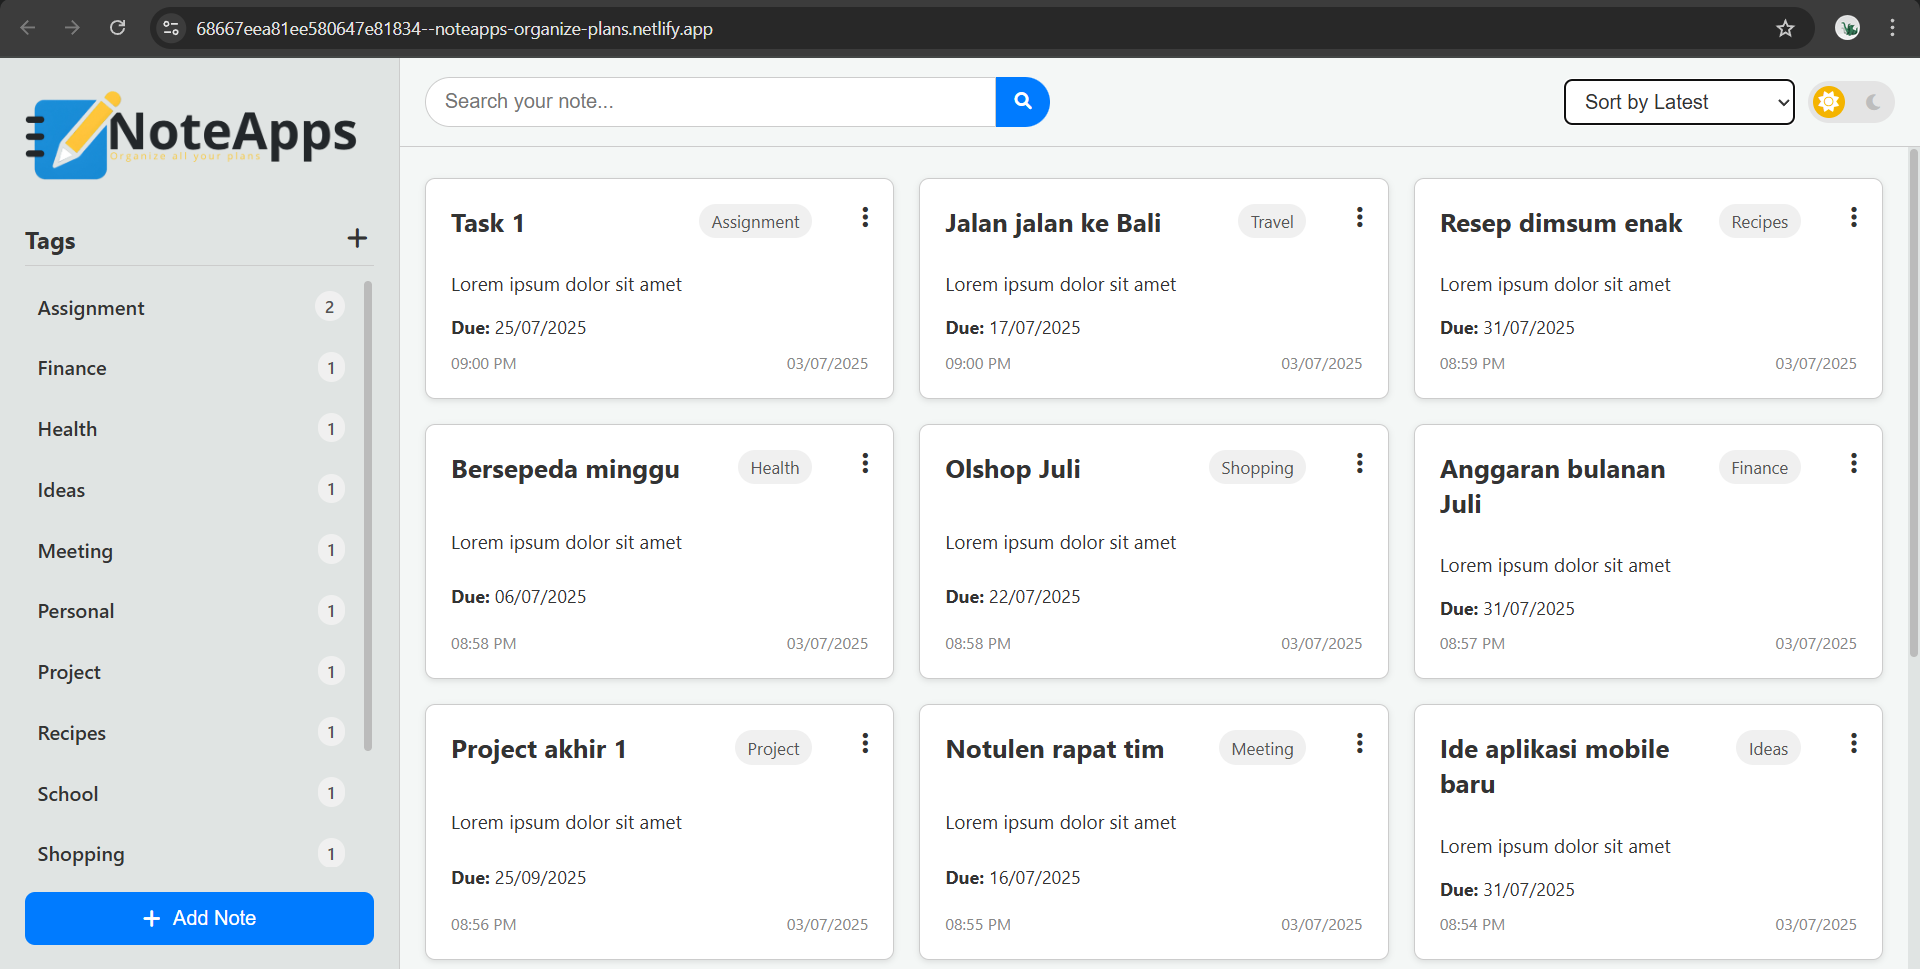 68667eea81ee580647e81834--noteapps-organize-plans.netlify.app
NoteApps
Organize all your plans
Search your note...
Sort by Latest
Tags
Assignment 2
Finance 1
Health 1
Ideas 1
Meeting 1
Personal 1
Project 1
Recipes 1
School 1
Shopping 1
Add Note
Task 1 Assignment
Lorem ipsum dolor sit amet
Due: 25/07/2025
09:00 PM 03/07/2025
Jalan jalan ke Bali Travel
Lorem ipsum dolor sit amet
Due: 17/07/2025
09:00 PM 03/07/2025
Resep dimsum enak Recipes
Lorem ipsum dolor sit amet
Due: 31/07/2025
08:59 PM 03/07/2025
Bersepeda minggu Health
Lorem ipsum dolor sit amet
Due: 06/07/2025
08:58 PM 03/07/2025
Olshop Juli Shopping
Lorem ipsum dolor sit amet
Due: 22/07/2025
08:58 PM 03/07/2025
Anggaran bulanan Finance
Juli
Lorem ipsum dolor sit amet
Due: 31/07/2025
08:57 PM 03/07/2025
Project akhir 1 Project
Lorem ipsum dolor sit amet
Due: 25/09/2025
08:56 PM 03/07/2025
Notulen rapat tim Meeting
Lorem ipsum dolor sit amet
Due: 16/07/2025
08:55 PM 03/07/2025
Ide aplikasi mobile Ideas
baru
Lorem ipsum dolor sit amet
Due: 31/07/2025
08:54 PM 03/07/2025